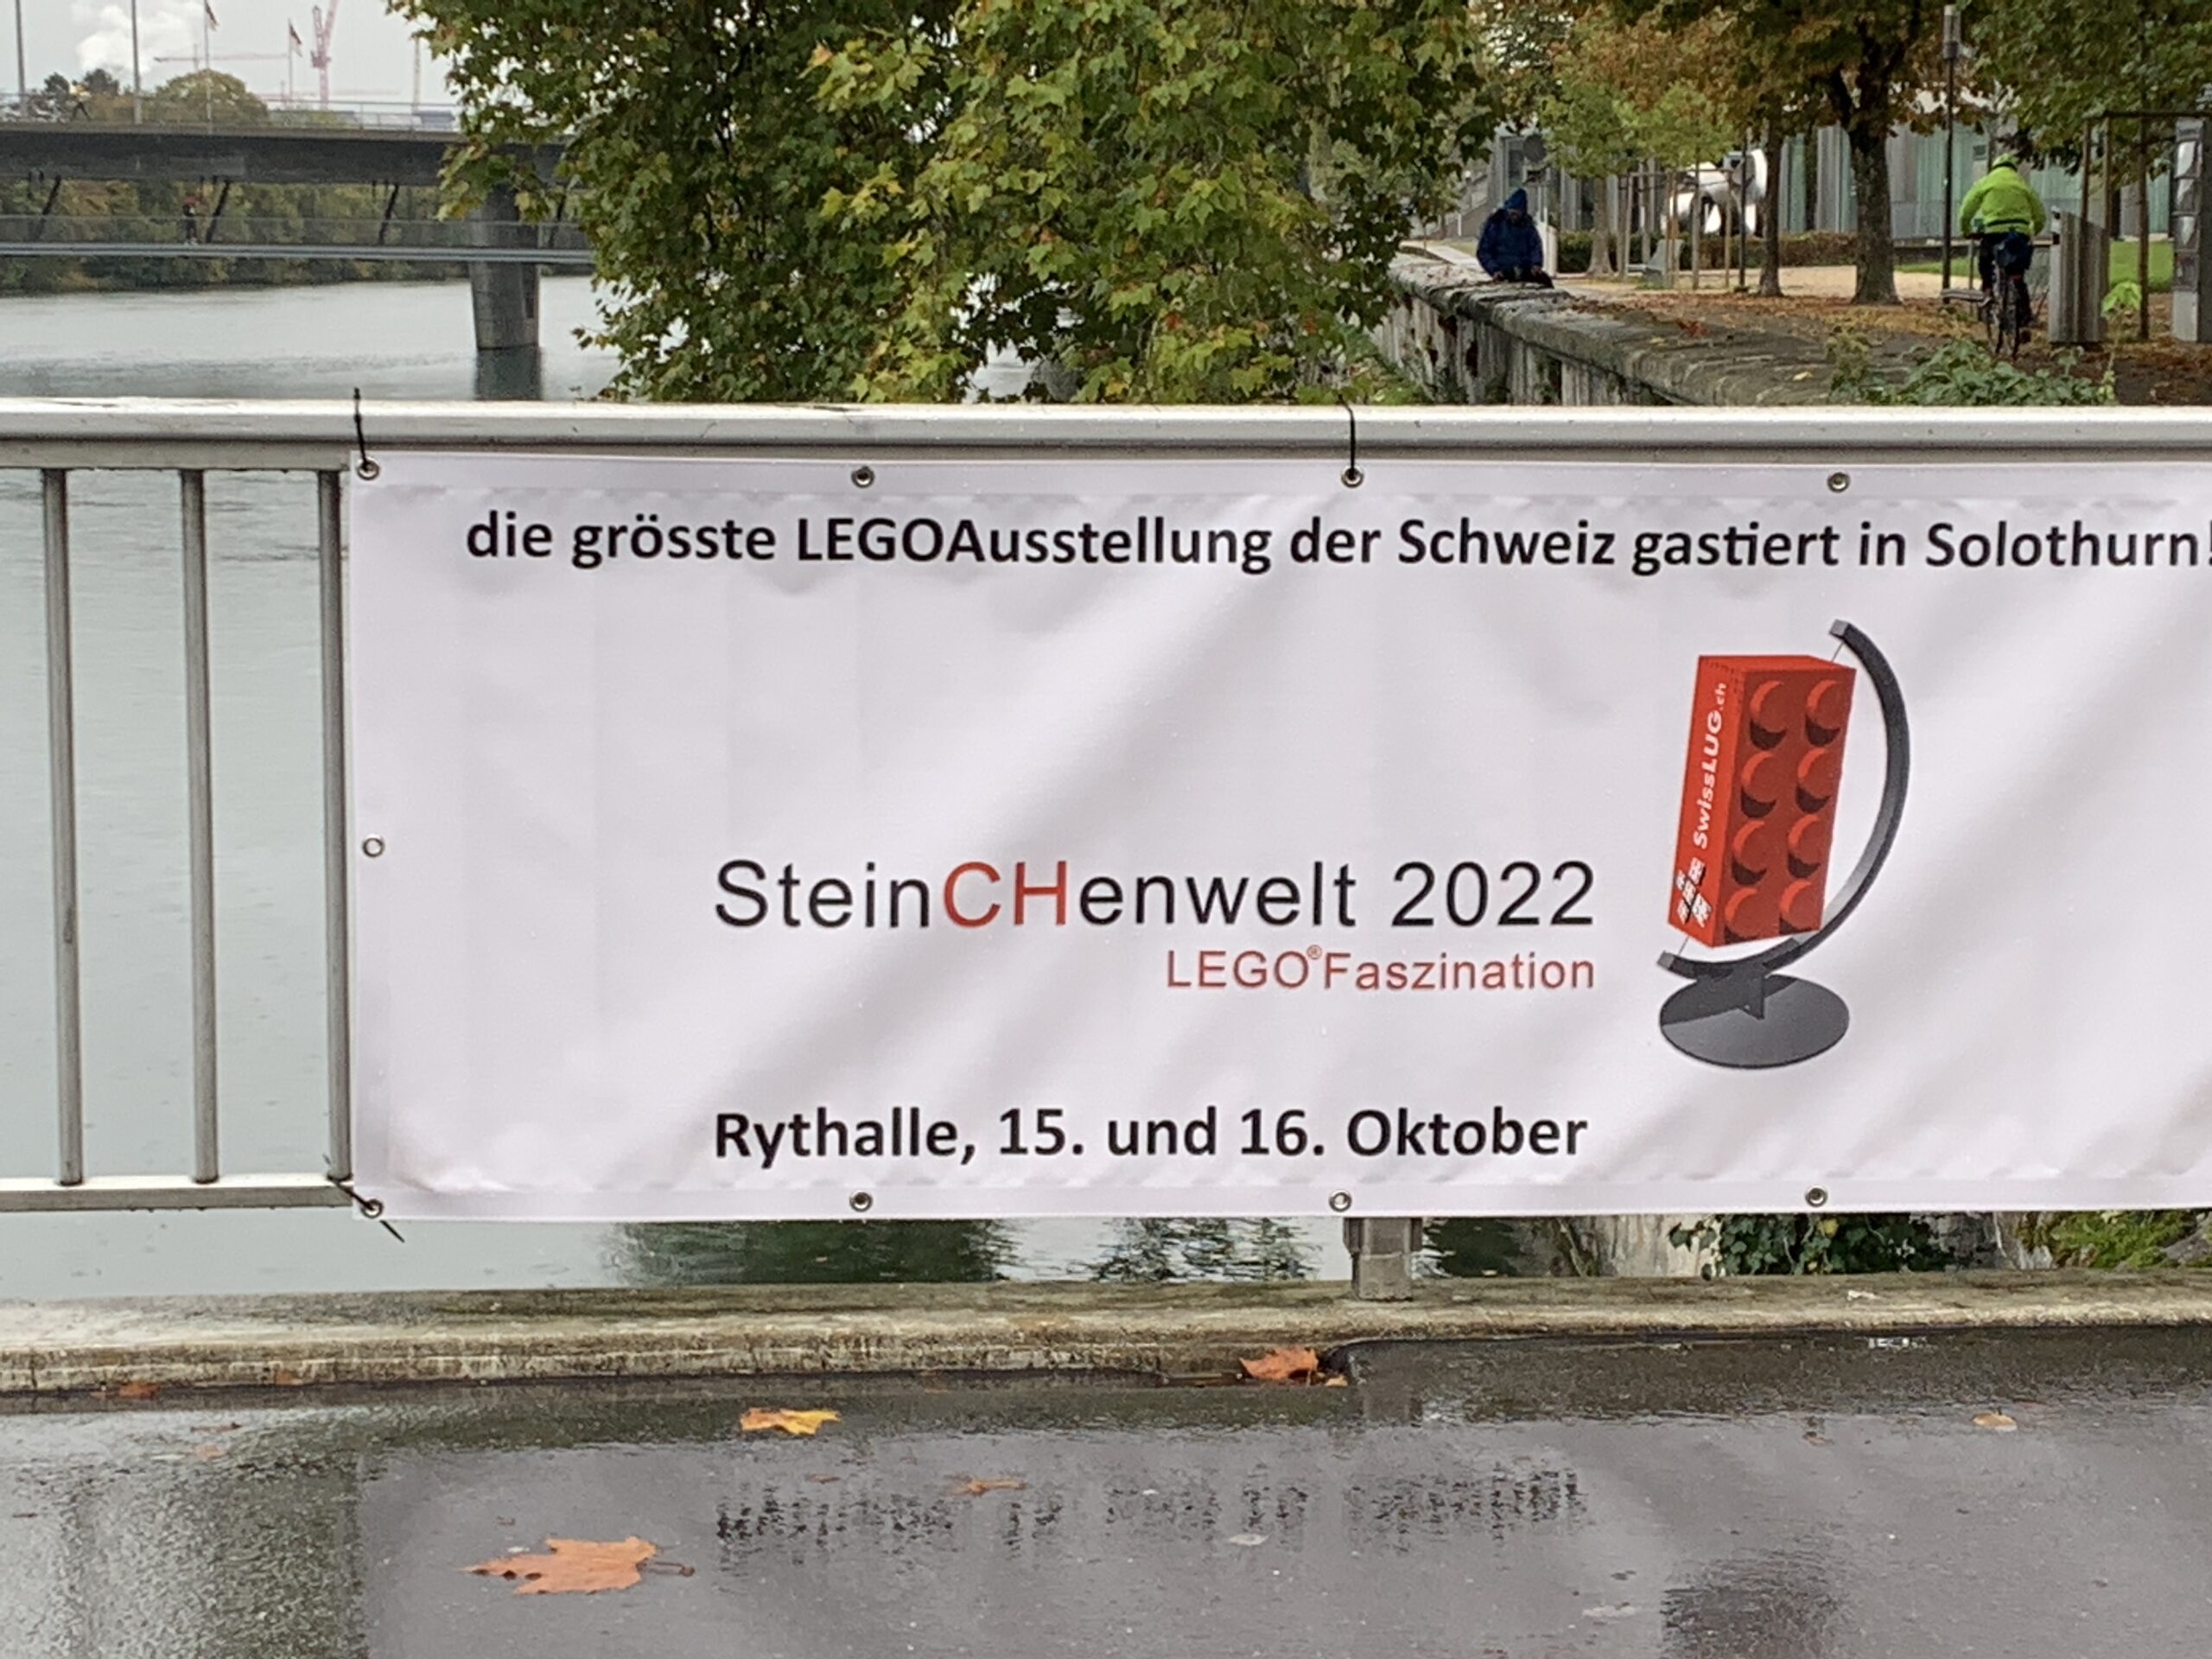 die grösste LEGOAusstellung der Schweiz gastiert in Solothurn!
SwissLUG.ch
SteinCHenwelt 2022
LEGO®Faszination
Rythalle, 15. und 16. Oktober